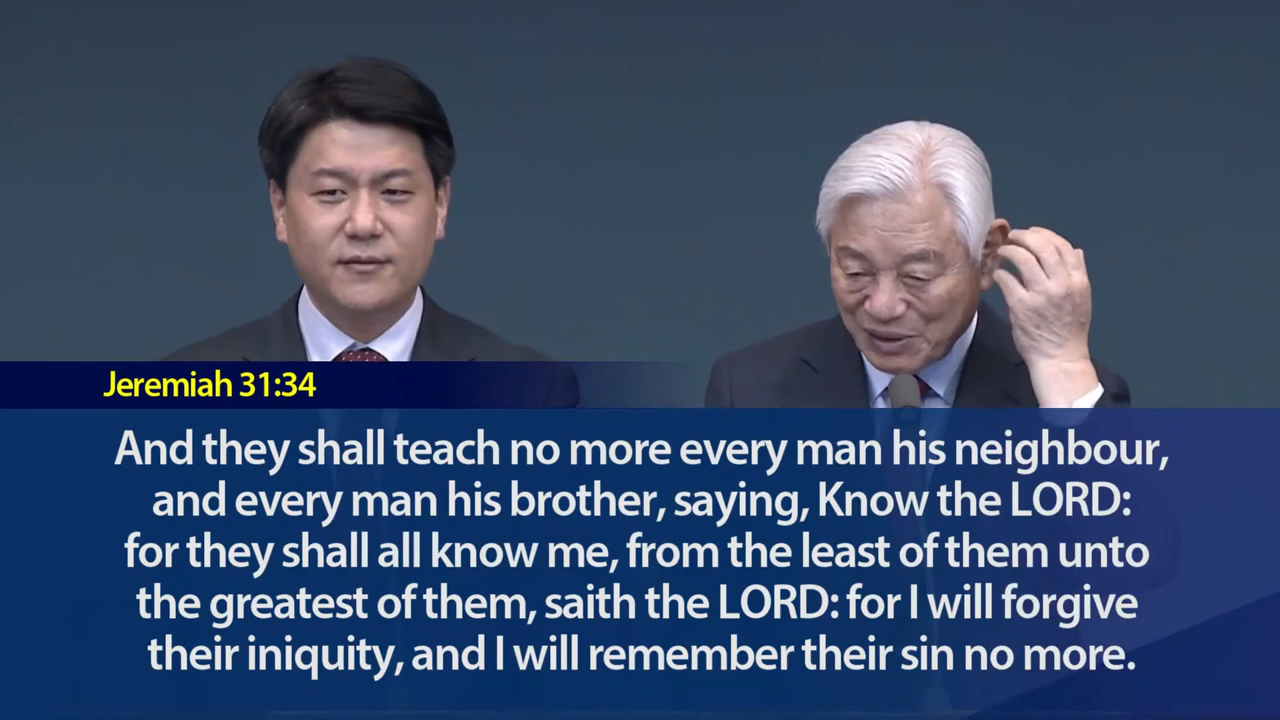 Jeremiah 31:34
And they shall teach no more every man his neighbour,
and every man his brother, saying, Know the LORD:
for they shall all know me, from the least of them unto
the greatest of them, saith the LORD: for I will forgive
their iniquity, and I will remember their sin no more.